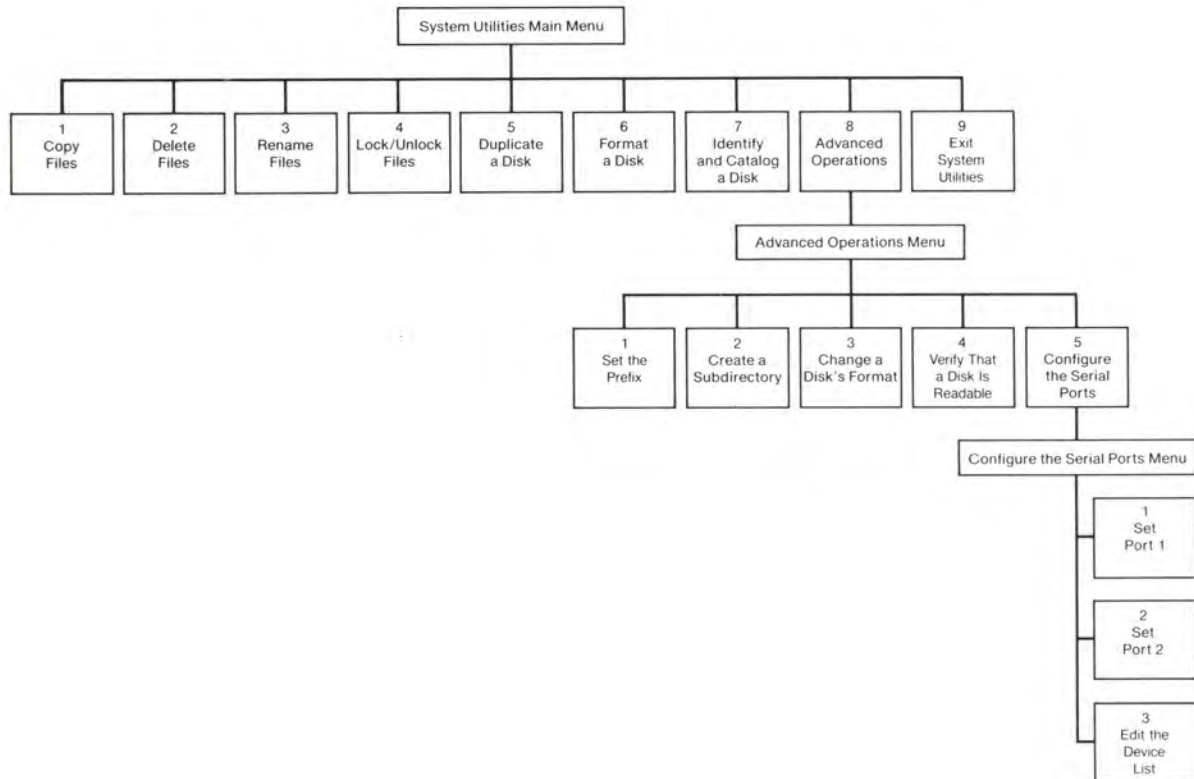 System Utilities Main Menu
1
Copy
Files
2
Delete
Files
3
Rename
Files
4
Lock/Unlock
Files
5
Duplicate
a Disk
6
Format
a Disk
7
Identify
and Catalog
a Disk
8
Advanced
Operations
9
Exit
System
Utilities
Advanced Operations Menu
1
Set the
Prefix
2
Create a
Subdirectory
3
Change a
Disk's Format
4
Verify That
a Disk Is
Readable
5
Configure
the Serial
Ports
Configure the Serial Ports Menu
1
Set
Port 1
2
Set
Port 2
3
Edit the
Device
List